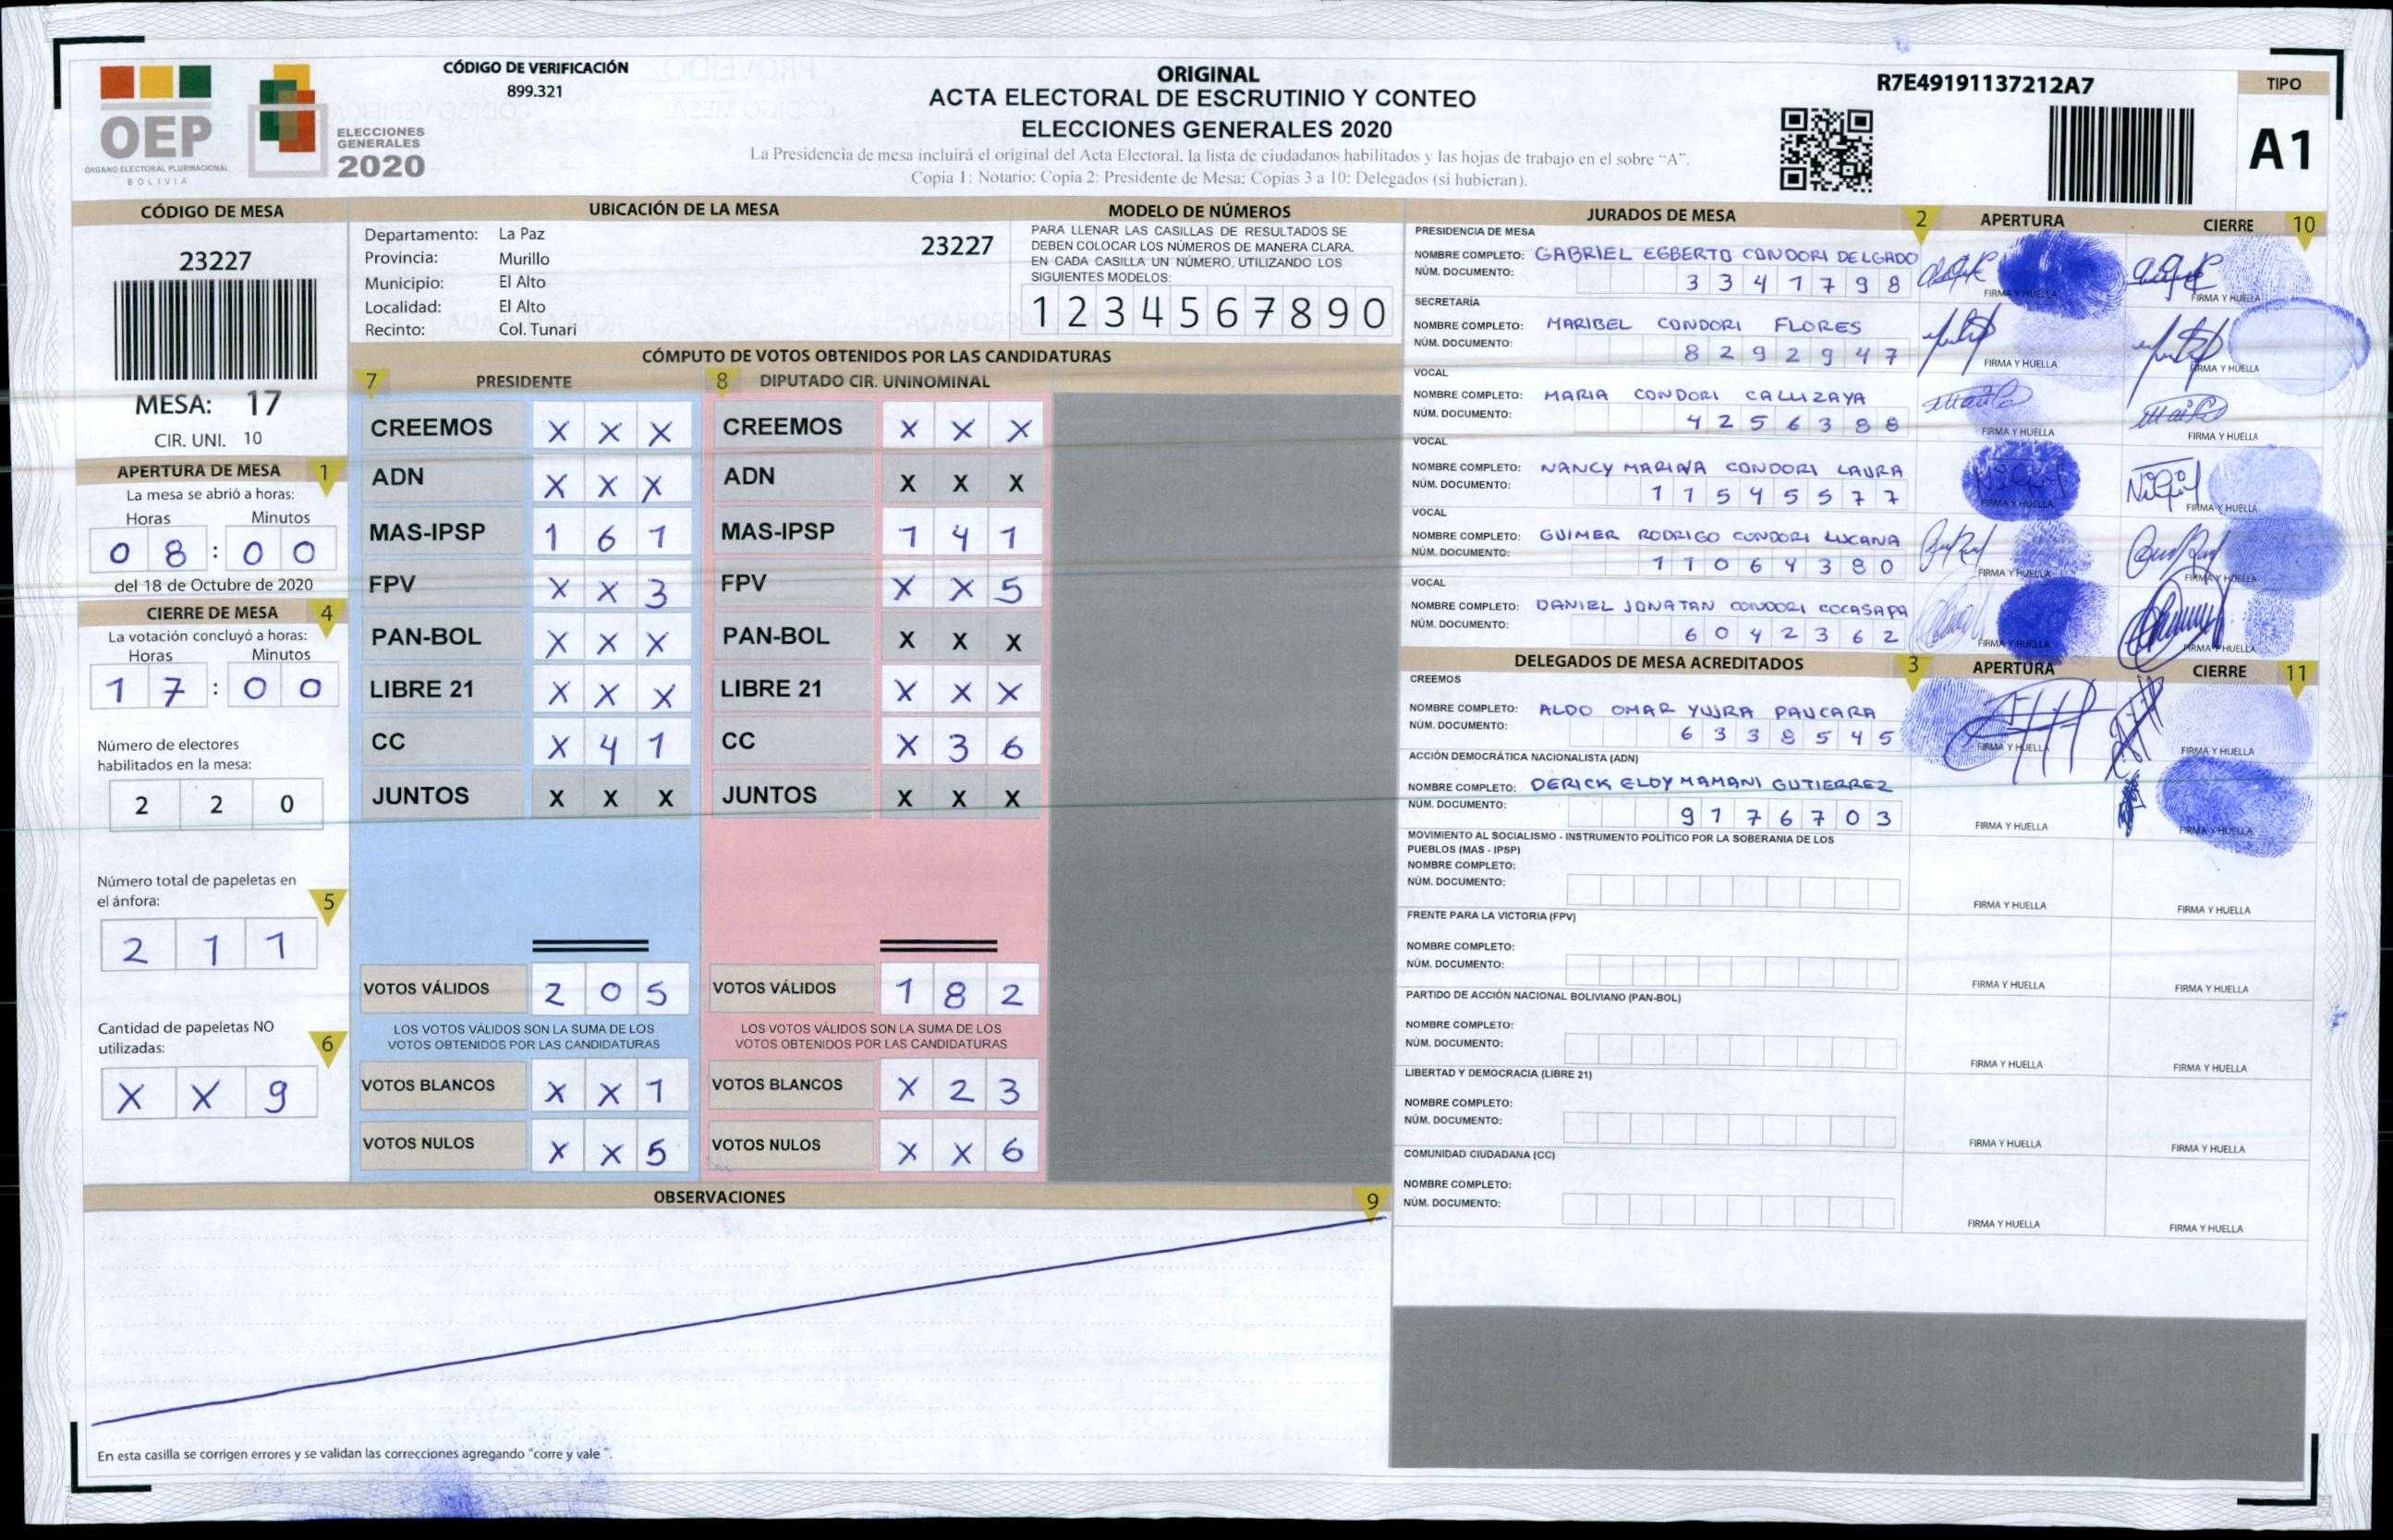 CÓDIGO DE VERIFICACIÓN
899.321
OEP
ÓRGANO ELECTORAL PLURINACIONAL
BOLIVIA
ELECCIONES
GENERALES
2020
ORIGINAL
ACTA ELECTORAL DE ESCRUTINIO Y CONTEO
ELECCIONES GENERALES 2020
La Presidencia de mesa incluirá el original del Acta Electoral, la lista de ciudadanos habilitados y las hojas de trabajo en el sobre "A".
Copia 1: Notario; Copia 2: Presidente de Mesa; Copias 3 a 10: Delegados (si hubieran).
R7E49191137212A7
TIPO
A1
CÓDIGO DE MESA
23227
MESA: 17
CIR. UNI. 10
APERTURA DE MESA 1
La mesa se abrió a horas:
Horas Minutos
0 8 : 0 0
del 18 de Octubre de 2020
CIERRE DE MESA 4
La votación concluyó a horas:
Horas Minutos
1 7 : 0 0
Número de electores
habilitados en la mesa:
2 2 0
Número total de papeletas en
el ánfora: 5
2 1 1
Cantidad de papeletas NO
utilizadas: 6
X X 9
UBICACIÓN DE LA MESA
Departamento: La Paz
Provincia: Murillo
Municipio: El Alto
Localidad: El Alto
Recinto: Col. Tunari
23227
MODELO DE NÚMEROS
PARA LLENAR LAS CASILLAS DE RESULTADOS SE
DEBEN COLOCAR LOS NÚMEROS DE MANERA CLARA.
EN CADA CASILLA UN NÚMERO, UTILIZANDO LOS
SIGUIENTES MODELOS:
1 2 3 4 5 6 7 8 9 0
CÓMPUTO DE VOTOS OBTENIDOS POR LAS CANDIDATURAS
7 PRESIDENTE 8 DIPUTADO CIR. UNINOMINAL
CREEMOS X X X CREEMOS X X X
ADN X X X ADN X X X
MAS-IPSP 1 6 1 MAS-IPSP 1 4 1
FPV X X 3 FPV X X 5
PAN-BOL X X X PAN-BOL X X X
LIBRE 21 X X X LIBRE 21 X X X
CC X 4 1 CC X 3 6
JUNTOS X X X JUNTOS X X X
VOTOS VÁLIDOS 2 0 5 VOTOS VÁLIDOS 1 8 2
LOS VOTOS VÁLIDOS SON LA SUMA DE LOS LOS VOTOS VÁLIDOS SON LA SUMA DE LOS
VOTOS OBTENIDOS POR LAS CANDIDATURAS VOTOS OBTENIDOS POR LAS CANDIDATURAS
VOTOS BLANCOS X X 1 VOTOS BLANCOS X 2 3
VOTOS NULOS X X 5 VOTOS NULOS X X 6
OBSERVACIONES 9
En esta casilla se corrigen errores y se validan las correcciones agregando "corre y vale".
JURADOS DE MESA 2 APERTURA CIERRE 10
PRESIDENCIA DE MESA
NOMBRE COMPLETO: GABRIEL EGBERTO CONDORI DELGADO
NÚM. DOCUMENTO: 3 3 4 1 7 9 8
FIRMA Y HUELLA FIRMA Y HUELLA
SECRETARÍA
NOMBRE COMPLETO: MARIBEL CONDORI FLORES
NÚM. DOCUMENTO: 8 2 9 2 9 4 7
FIRMA Y HUELLA FIRMA Y HUELLA
VOCAL
NOMBRE COMPLETO: MARIA CONDORI CALLIZAYA
NÚM. DOCUMENTO: 4 2 5 6 3 8 8
FIRMA Y HUELLA FIRMA Y HUELLA
VOCAL
NOMBRE COMPLETO: NANCY MARINA CONDORI LAURA
NÚM. DOCUMENTO: 1 1 5 4 5 5 7 7
FIRMA Y HUELLA FIRMA Y HUELLA
VOCAL
NOMBRE COMPLETO: GUIMER RODRIGO CONDORI LUCANA
NÚM. DOCUMENTO: 1 1 0 6 4 3 8 0
FIRMA Y HUELLA FIRMA Y HUELLA
VOCAL
NOMBRE COMPLETO: DANIEL JONATAN CONDORI COCASAPA
NÚM. DOCUMENTO: 6 0 4 2 3 6 2
FIRMA Y HUELLA FIRMA Y HUELLA
DELEGADOS DE MESA ACREDITADOS 3 APERTURA CIERRE 11
CREEMOS
NOMBRE COMPLETO: ALDO OMAR YUJRA PAUCARA
NÚM. DOCUMENTO: 6 3 3 8 5 4 5
FIRMA Y HUELLA FIRMA Y HUELLA
ACCIÓN DEMOCRÁTICA NACIONALISTA (ADN)
NOMBRE COMPLETO: DERICK ELOY MAMANI GUTIERREZ
NÚM. DOCUMENTO: 9 1 7 6 7 0 3
FIRMA Y HUELLA FIRMA Y HUELLA
MOVIMIENTO AL SOCIALISMO - INSTRUMENTO POLÍTICO POR LA SOBERANIA DE LOS
PUEBLOS (MAS - IPSP)
NOMBRE COMPLETO:
NÚM. DOCUMENTO:
FIRMA Y HUELLA FIRMA Y HUELLA
FRENTE PARA LA VICTORIA (FPV)
NOMBRE COMPLETO:
NÚM. DOCUMENTO:
FIRMA Y HUELLA FIRMA Y HUELLA
PARTIDO DE ACCIÓN NACIONAL BOLIVIANO (PAN-BOL)
NOMBRE COMPLETO:
NÚM. DOCUMENTO:
FIRMA Y HUELLA FIRMA Y HUELLA
LIBERTAD Y DEMOCRACIA (LIBRE 21)
NOMBRE COMPLETO:
NÚM. DOCUMENTO:
FIRMA Y HUELLA FIRMA Y HUELLA
COMUNIDAD CIUDADANA (CC)
NOMBRE COMPLETO:
NÚM. DOCUMENTO:
FIRMA Y HUELLA FIRMA Y HUELLA